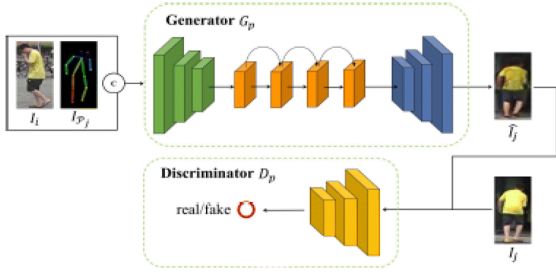 Generator G_p
c
I_i
I_{𝒫_j}
Î_j
Discriminator D_p
real/fake
I_j